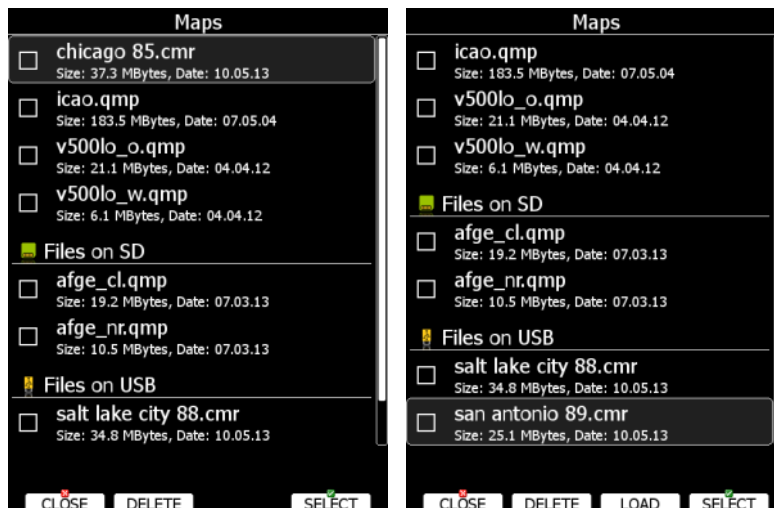 Maps
chicago 85.cmr
Size: 37.3 MBytes, Date: 10.05.13
icao.qmp
Size: 183.5 MBytes, Date: 07.05.04
v500lo_o.qmp
Size: 21.1 MBytes, Date: 04.04.12
v500lo_w.qmp
Size: 6.1 MBytes, Date: 04.04.12
Files on SD
afge_cl.qmp
Size: 19.2 MBytes, Date: 07.03.13
afge_nr.qmp
Size: 10.5 MBytes, Date: 07.03.13
Files on USB
salt lake city 88.cmr
Size: 34.8 MBytes, Date: 10.05.13
CLOSE DELETE SELECT
Maps
icao.qmp
Size: 183.5 MBytes, Date: 07.05.04
v500lo_o.qmp
Size: 21.1 MBytes, Date: 04.04.12
v500lo_w.qmp
Size: 6.1 MBytes, Date: 04.04.12
Files on SD
afge_cl.qmp
Size: 19.2 MBytes, Date: 07.03.13
afge_nr.qmp
Size: 10.5 MBytes, Date: 07.03.13
Files on USB
salt lake city 88.cmr
Size: 34.8 MBytes, Date: 10.05.13
san antonio 89.cmr
Size: 25.1 MBytes, Date: 10.05.13
CLOSE DELETE LOAD SELECT